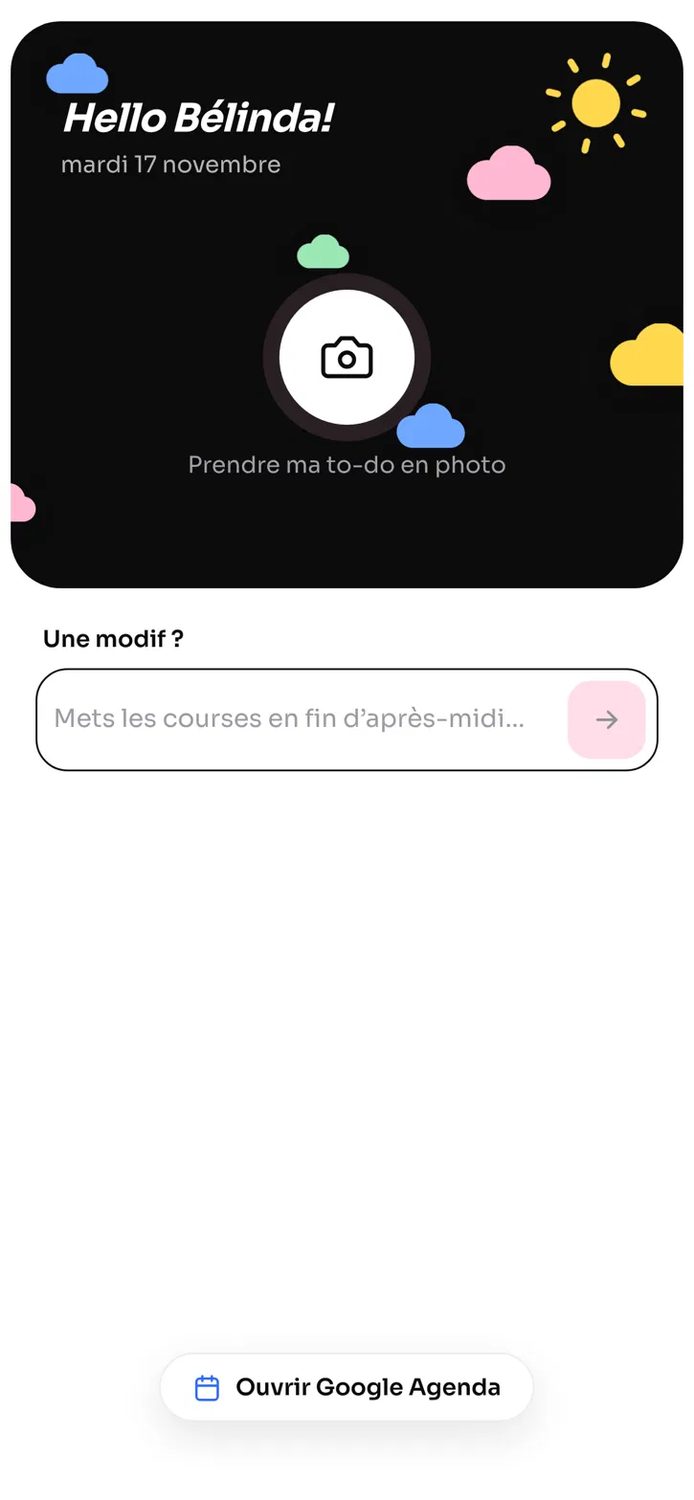 Hello Bélinda!
mardi 17 novembre
Prendre ma to-do en photo
Une modif ?
Mets les courses en fin d’après-midi...
Ouvrir Google Agenda